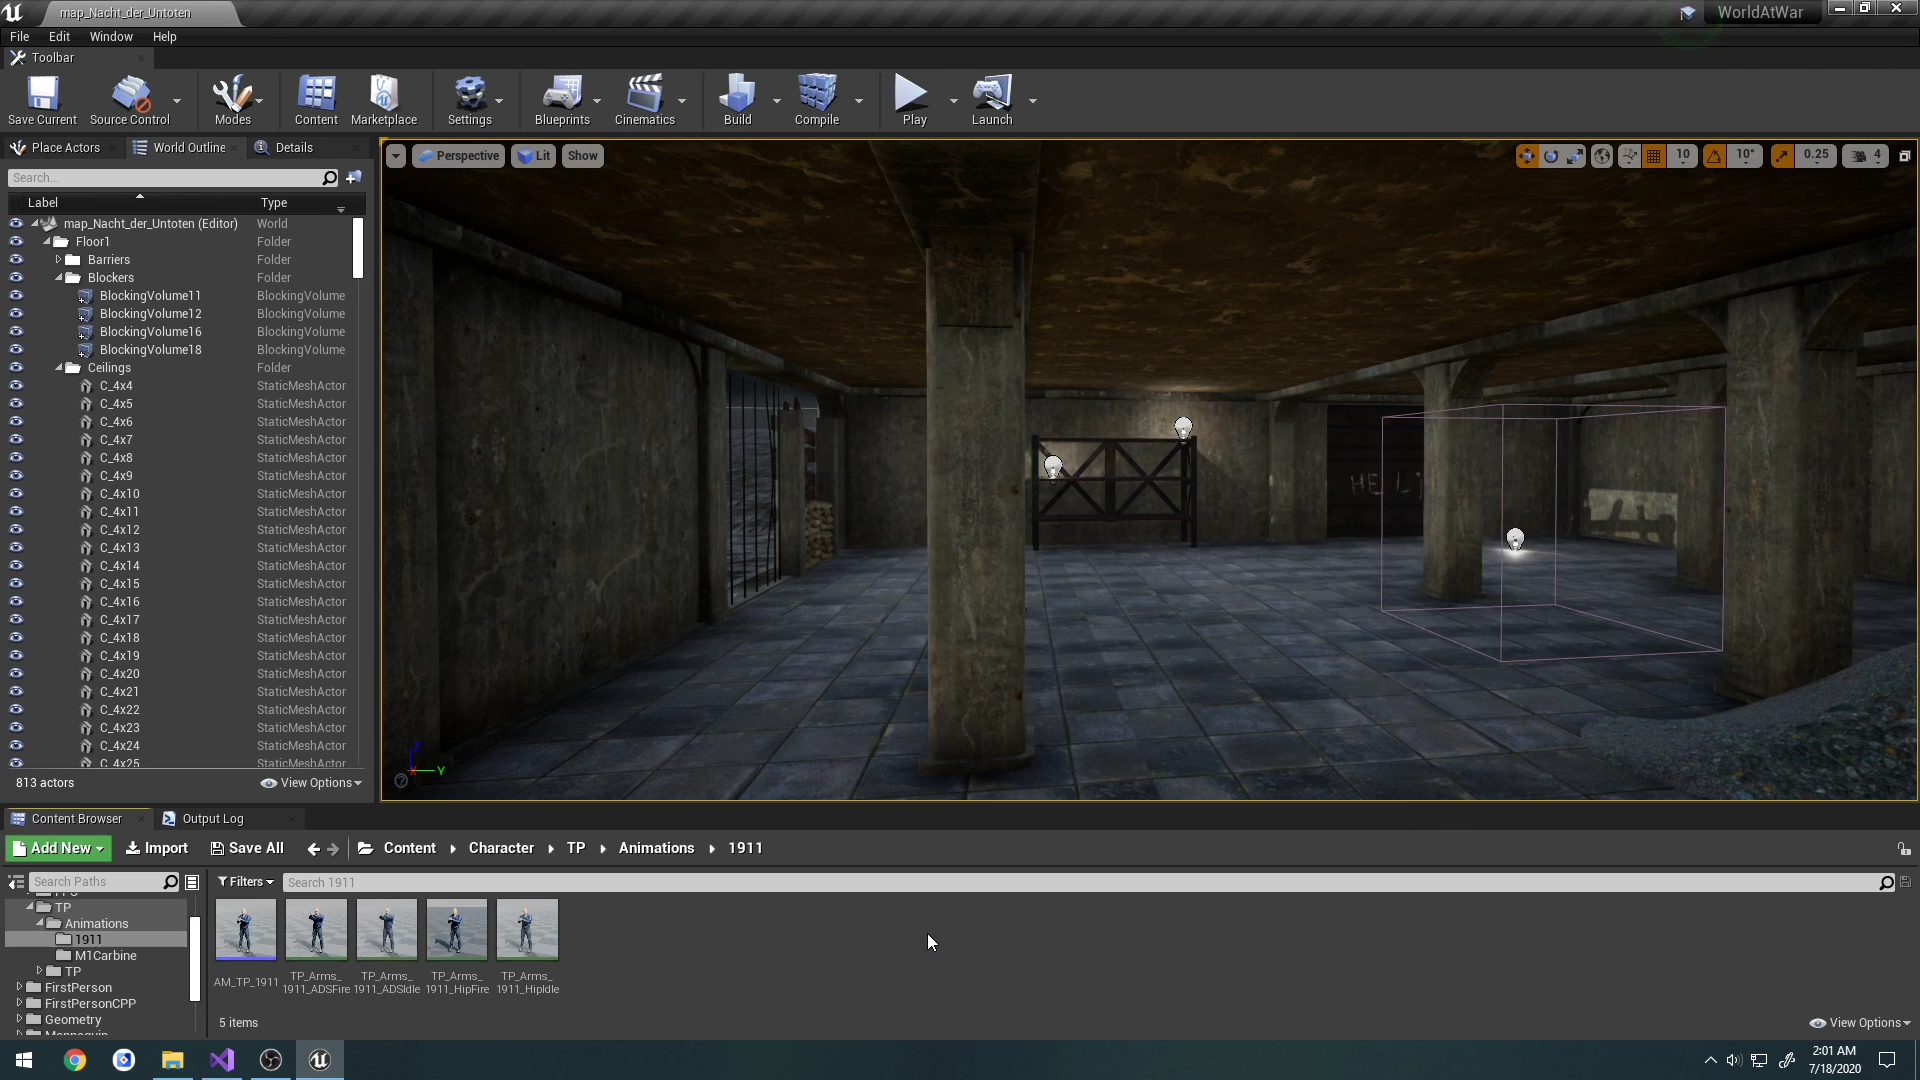 map_Nacht_der_Untoten
WorldAtWar
File Edit Window Help
Toolbar
Save Current Source Control Modes Content Marketplace Settings Blueprints Cinematics Build Compile Play Launch
Place Actors World Outline Details
Perspective Lit Show
10 10° 0.25 4
Search...
Label Type
map_Nacht_der_Untoten (Editor) World
Floor1 Folder
Barriers Folder
Blockers Folder
BlockingVolume11 BlockingVolume
BlockingVolume12 BlockingVolume
BlockingVolume16 BlockingVolume
BlockingVolume18 BlockingVolume
Ceilings Folder
C_4x4 StaticMeshActor
C_4x5 StaticMeshActor
C_4x6 StaticMeshActor
C_4x7 StaticMeshActor
C_4x8 StaticMeshActor
C_4x9 StaticMeshActor
C_4x10 StaticMeshActor
C_4x11 StaticMeshActor
C_4x12 StaticMeshActor
C_4x13 StaticMeshActor
C_4x14 StaticMeshActor
C_4x15 StaticMeshActor
C_4x16 StaticMeshActor
C_4x17 StaticMeshActor
C_4x18 StaticMeshActor
C_4x19 StaticMeshActor
C_4x20 StaticMeshActor
C_4x21 StaticMeshActor
C_4x22 StaticMeshActor
C_4x23 StaticMeshActor
C_4x24 StaticMeshActor
C_4x25 StaticMeshActor
813 actors View Options
Z
X Y
Content Browser Output Log
Add New Import Save All Content Character TP Animations 1911
Search Paths Filters Search 1911
TP
Animations
1911
M1Carbine
TP
FirstPerson
FirstPersonCPP
Geometry
AM_TP_1911
TP_Arms_
1911_ADSFire
TP_Arms_
1911_ADSIdle
TP_Arms_
1911_HipFire
TP_Arms_
1911_HipIdle
5 items View Options
2:01 AM
7/18/2020